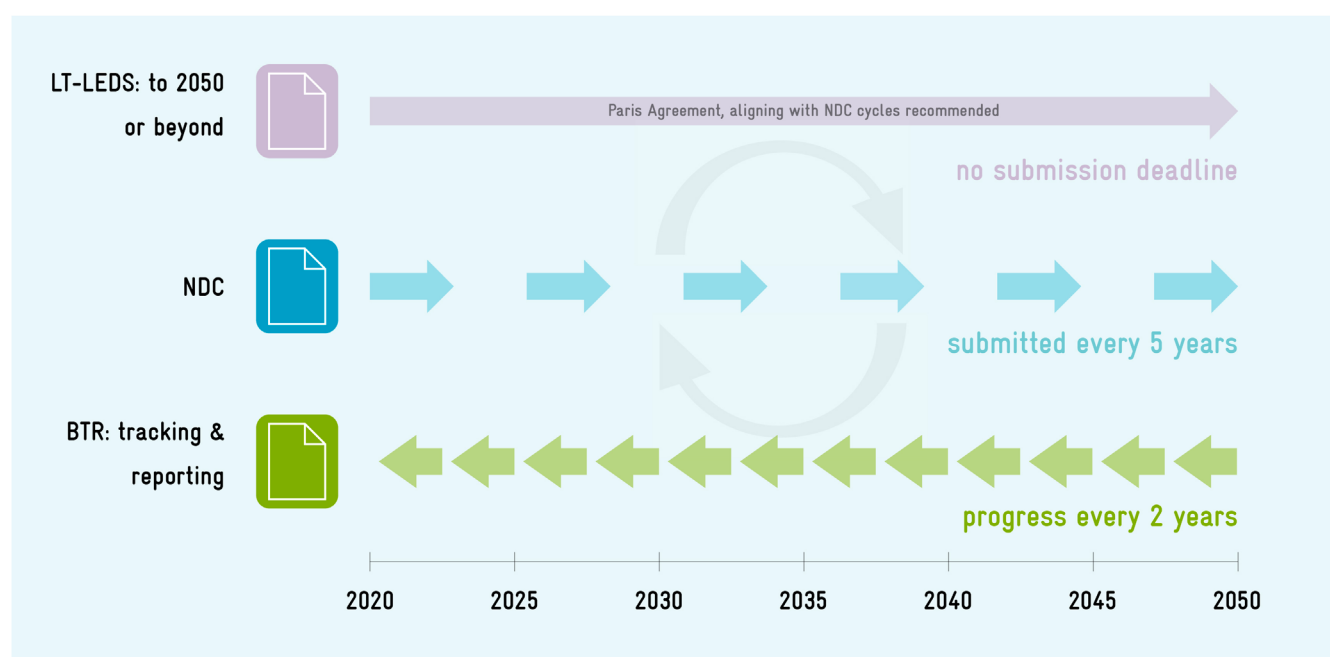 LT-LEDS: to 2050
or beyond
Paris Agreement, aligning with NDC cycles recommended
no submission deadline
NDC
submitted every 5 years
BTR: tracking &
reporting
progress every 2 years
2020 2025 2030 2035 2040 2045 2050